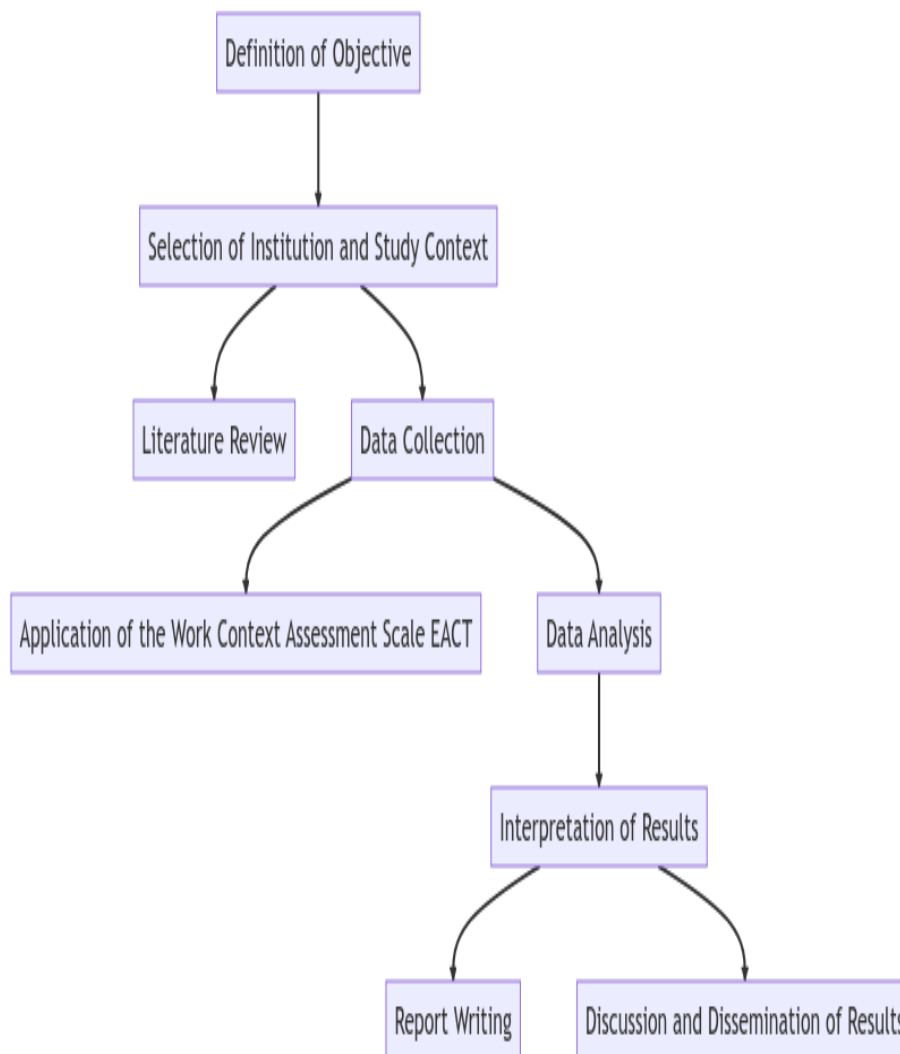 Definition of Objective
Selection of Institution and Study Context
Literature Review
Data Collection
Application of the Work Context Assessment Scale EACT
Data Analysis
Interpretation of Results
Report Writing
Discussion and Dissemination of Results